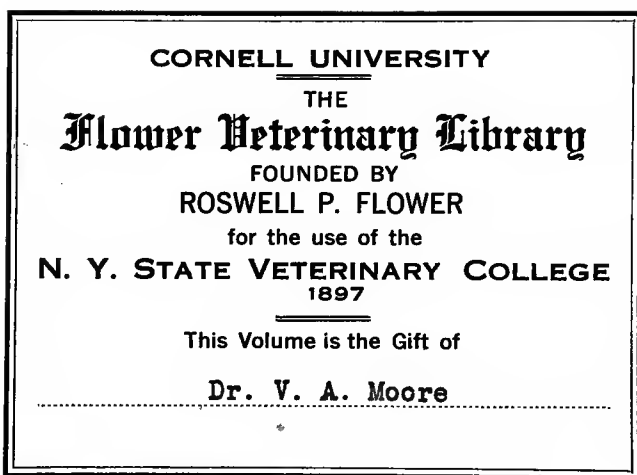 CORNELL UNIVERSITY
THE
Flower Veterinary Library
FOUNDED BY
ROSWELL P. FLOWER
for the use of the
N. Y. STATE VETERINARY COLLEGE
1897
This Volume is the Gift of
Dr. V. A. Moore